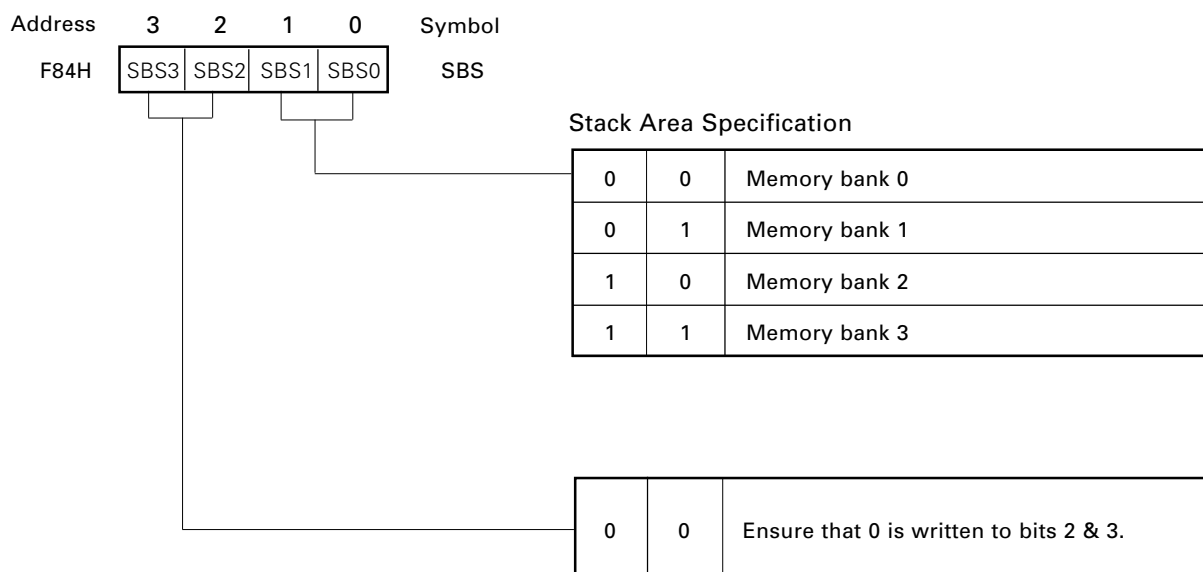 Address 3 2 1 0 Symbol
F84H SBS3 SBS2 SBS1 SBS0 SBS
Stack Area Specification
0 0 Memory bank 0
0 1 Memory bank 1
1 0 Memory bank 2
1 1 Memory bank 3
0 0 Ensure that 0 is written to bits 2 & 3.